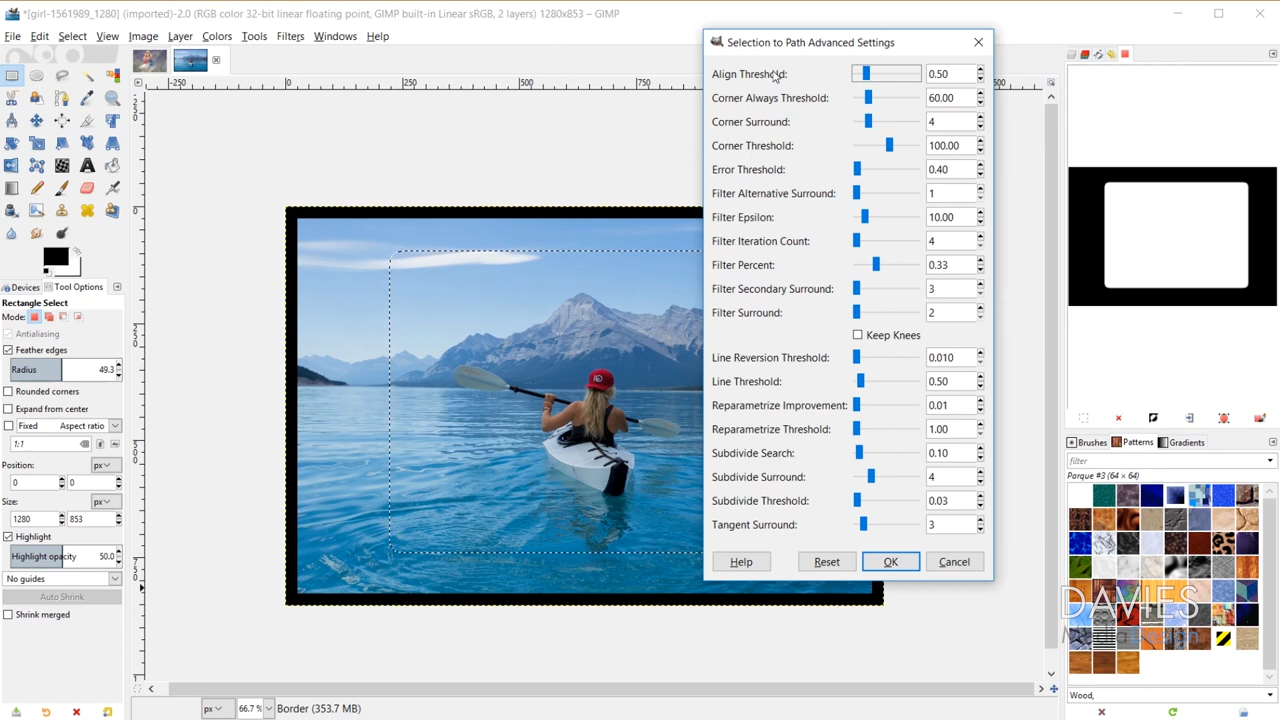 *[girl-1561989_1280] (imported)-2.0 (RGB color 32-bit linear floating point, GIMP built-in Linear sRGB, 2 layers) 1280x853 – GIMP
File Edit Select View Image Layer Colors Tools Filters Windows Help
-250 0 250 500 750
Devices Tool Options
Rectangle Select
Mode:
Antialiasing
Feather edges
Radius 49.3
Rounded corners
Expand from center
Fixed Aspect ratio
1:1
Position: px
0 0
Size: px
1280 853
Highlight
Highlight opacity 50.0
No guides
Auto Shrink
Shrink merged
0
250
500
750
px 66.7 % Border (353.7 MB)
Selection to Path Advanced Settings
Align Threshold: 0.50
Corner Always Threshold: 60.00
Corner Surround: 4
Corner Threshold: 100.00
Error Threshold: 0.40
Filter Alternative Surround: 1
Filter Epsilon: 10.00
Filter Iteration Count: 4
Filter Percent: 0.33
Filter Secondary Surround: 3
Filter Surround: 2
Keep Knees
Line Reversion Threshold: 0.010
Line Threshold: 0.50
Reparametrize Improvement: 0.01
Reparametrize Threshold: 1.00
Subdivide Search: 0.10
Subdivide Surround: 4
Subdivide Threshold: 0.03
Tangent Surround: 3
Help Reset OK Cancel
Brushes Patterns Gradients
filter
Parque #3 (64 × 64)
DAVIES
Media Design
Wood,